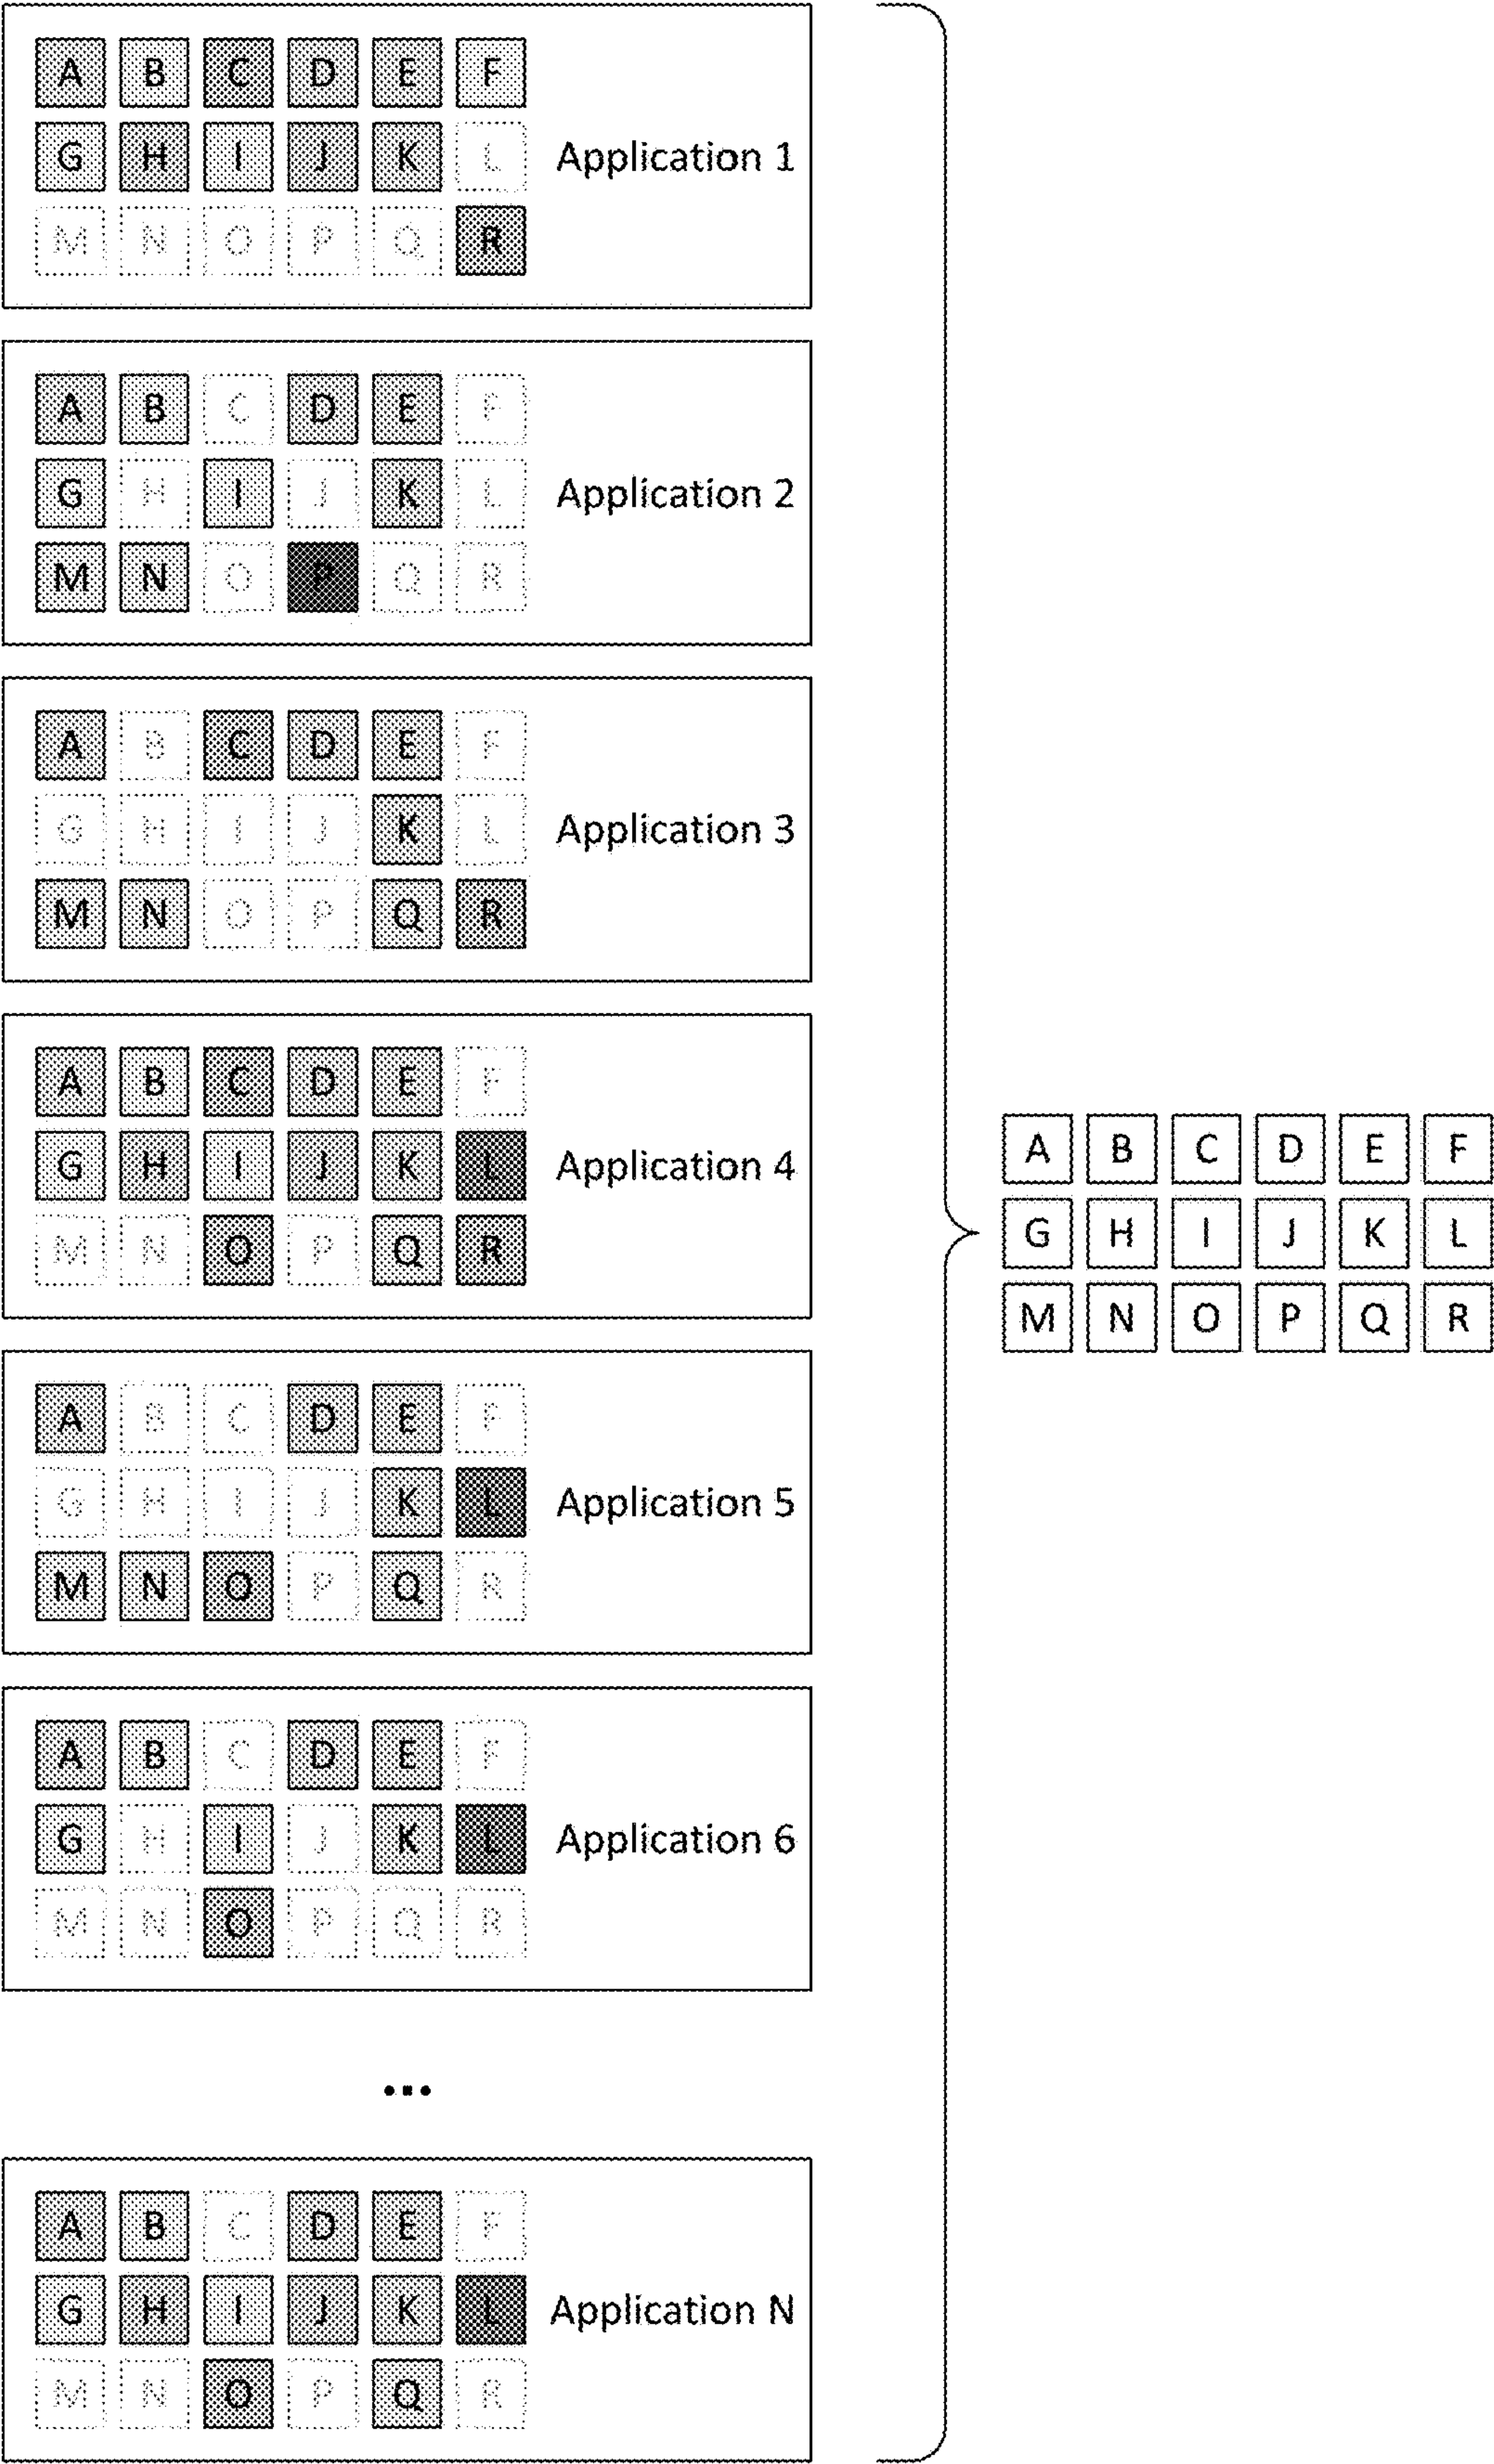 A B C D E F
G H I J K L
Application 1
M N O P Q R
A B C D E F
G H I J K L
Application 2
M N O P Q R
A B C D E F
G H I J K L
Application 3
M N O P Q R
A B C D E F
G H I J K L
Application 4
M N O P Q R
A B C D E F
G H I J K L
Application 5
M N O P Q R
A B C D E F
G H I J K L
Application 6
M N O P Q R
...
A B C D E F
G H I J K L
Application N
M N O P Q R
A B C D E F
G H I J K L
M N O P Q R